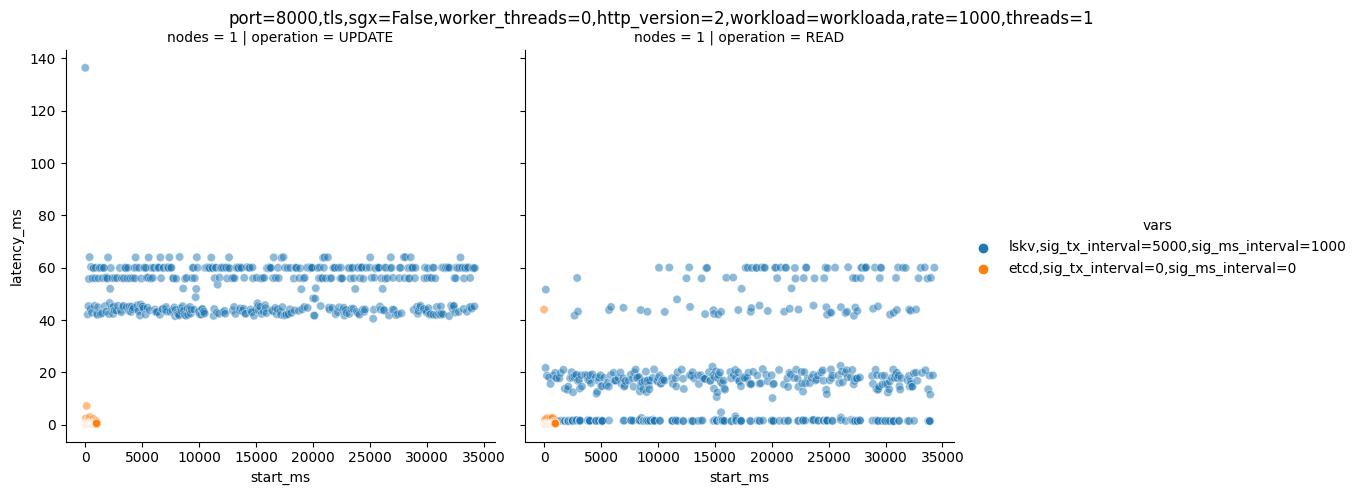 port=8000,tls,sgx=False,worker_threads=0,http_version=2,workload=workloada,rate=1000,threads=1
nodes = 1 | operation = UPDATE
nodes = 1 | operation = READ
140
120
100
80
60
40
20
0
latency_ms
0 5000 10000 15000 20000 25000 30000 35000
start_ms
0 5000 10000 15000 20000 25000 30000 35000
start_ms
vars
lskv,sig_tx_interval=5000,sig_ms_interval=1000
etcd,sig_tx_interval=0,sig_ms_interval=0